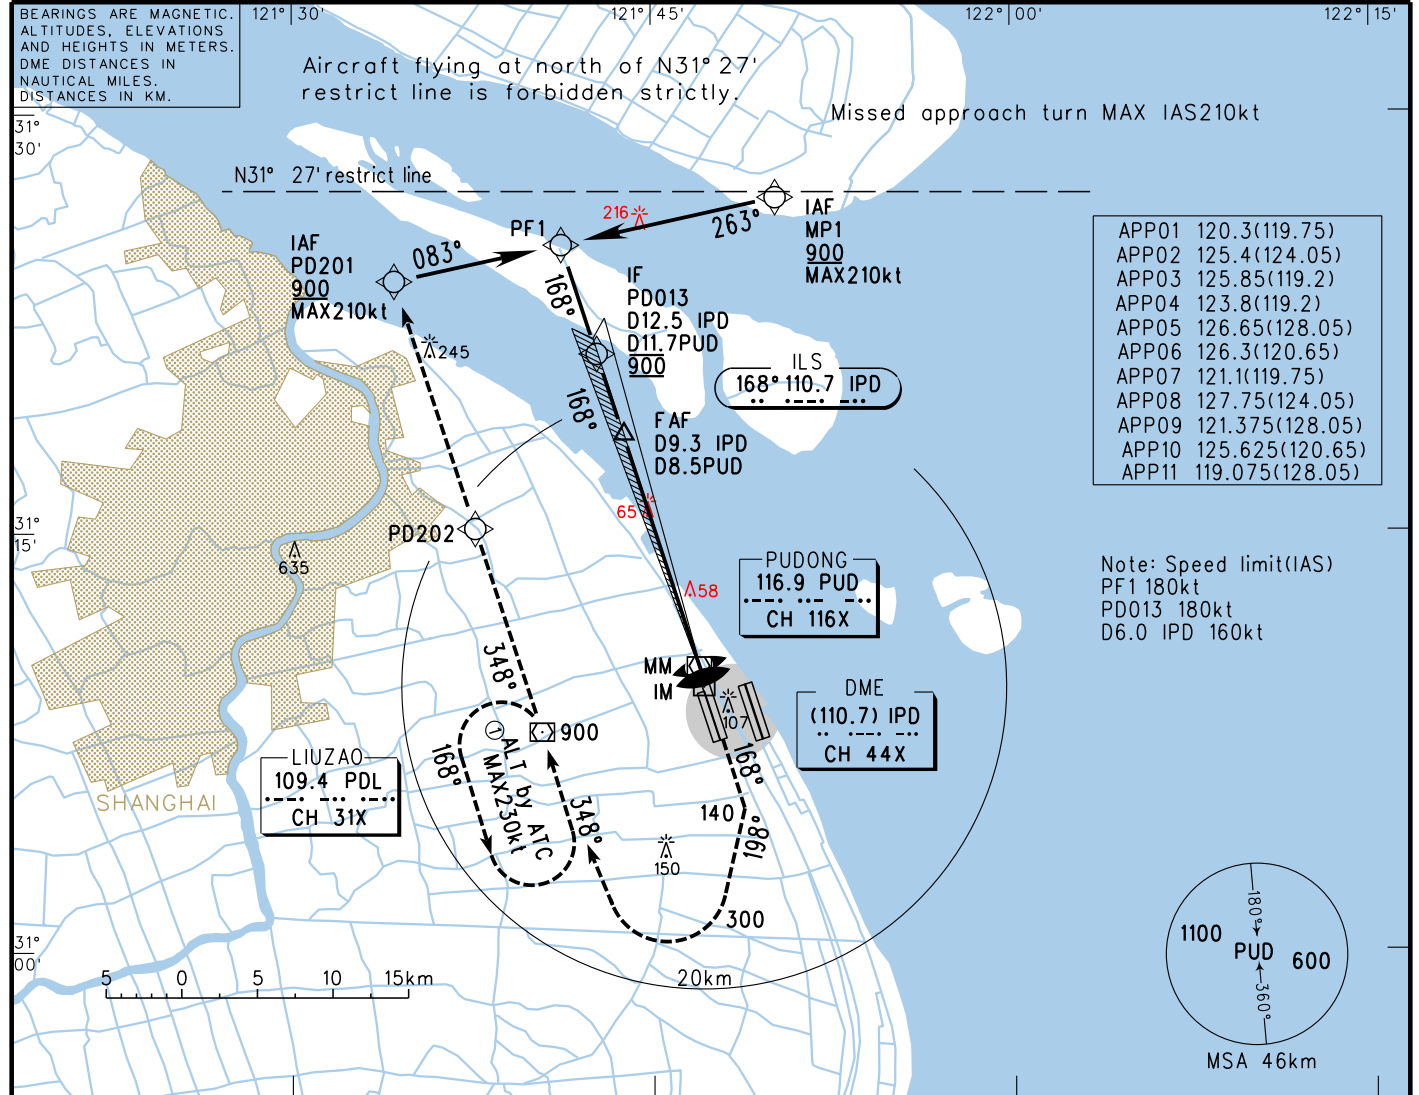 BEARINGS ARE MAGNETIC.
ALTITUDES, ELEVATIONS
AND HEIGHTS IN METERS.
DME DISTANCES IN
NAUTICAL MILES.
DISTANCES IN KM.
121° 30'
121° 45'
122° 00'
122° 15'
Aircraft flying at north of N31° 27'
restrict line is forbidden strictly.
Missed approach turn MAX IAS210kt
31°
30'
N31° 27' restrict line
216
263°
IAF
MP1
900
MAX210kt
PF1
083°
IAF
PD201
900
MAX210kt
168°
IF
PD013
D12.5 IPD
D11.7PUD
900
245
ILS
168° 110.7 IPD
168°
FAF
D9.3 IPD
D8.5PUD
APP01 120.3(119.75)
APP02 125.4(124.05)
APP03 125.85(119.2)
APP04 123.8(119.2)
APP05 126.65(128.05)
APP06 126.3(120.65)
APP07 121.1(119.75)
APP08 127.75(124.05)
APP09 121.375(128.05)
APP10 125.625(120.65)
APP11 119.075(128.05)
65
31°
15'
PD202
635
58
PUDONG
116.9 PUD
CH 116X
Note: Speed limit(IAS)
PF1 180kt
PD013 180kt
D6.0 IPD 160kt
348°
MM
IM
107
DME
(110.7) IPD
CH 44X
900
168°
1 ALT by ATC
MAX230kt
348°
168°
140
198°
LIUZAO
109.4 PDL
CH 31X
SHANGHAI
150
300
31°
00'
5 0 5 10 15km
20km
180°
1100
PUD
600
360°
MSA 46km